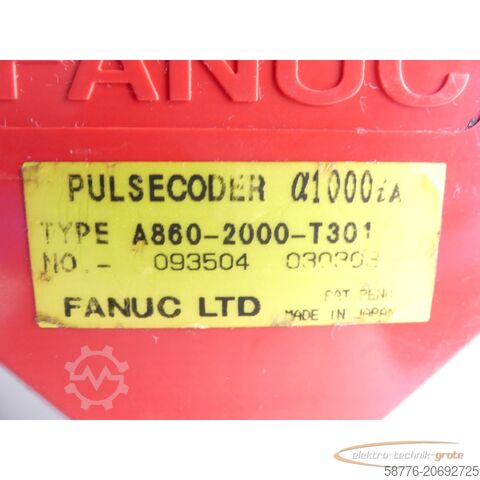 FANUC
PULSECODER α1000iA
TYPE A860-2000-T301
NO.- 093504 030303
FANUC LTD
PAT.PEND
MADE IN JAPAN
elektro-technik-grote
58776-20692725